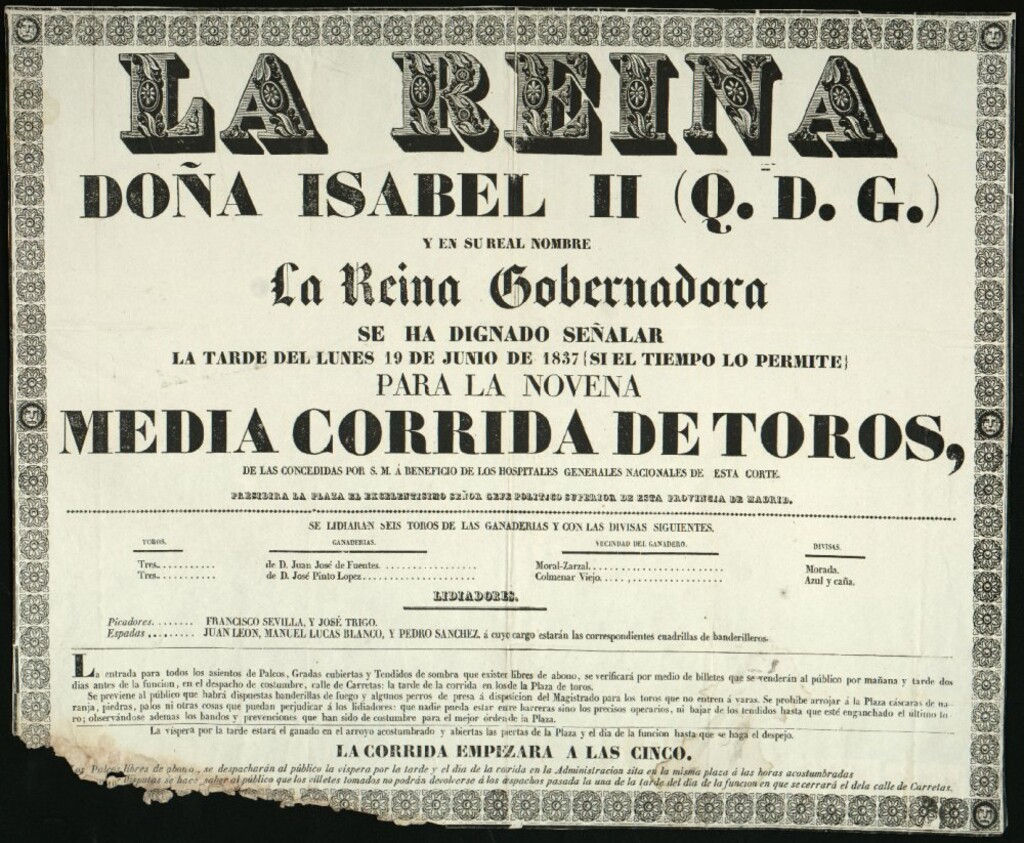 LA REINA
DOÑA ISABEL II (Q. D. G.)
Y EN SU REAL NOMBRE
La Reina Gobernadora
SE HA DIGNADO SEÑALAR
LA TARDE DEL LUNES 19 DE JUNIO DE 1837 (SI EL TIEMPO LO PERMITE)
PARA LA NOVENA
MEDIA CORRIDA DE TOROS,
DE LAS CONCEDIDAS POR S. M. Á BENEFICIO DE LOS HOSPITALES GENERALES NACIONALES DE ESTA CORTE.
PRESIDIRA LA PLAZA EL EXCELENTISIMO SEÑOR GEFE POLITICO SUPERIOR DE ESTA PROVINCIA DE MADRID.
SE LIDIARAN SEIS TOROS DE LAS GANADERIAS Y CON LAS DIVISAS SIGUIENTES.
TOROS. GANADERIAS. VECINDAD DEL GANADERO. DIVISAS.
Tres........... de D. Juan José de Fuentes.................... Moral-Zarzal............................ Morada.
Tres........... de D. José Pinto Lopez........................ Colmenar Viejo.......................... Azul y caña.
LIDIADORES.
Picadores........ FRANCISCO SEVILLA, Y JOSÉ TRIGO.
Espadas......... JUAN LEON, MANUEL LUCAS BLANCO, Y PEDRO SANCHEZ, á cuyo cargo estarán las correspondientes cuadrillas de banderilleros.
La entrada para todos los asientos de Palcos, Gradas cubiertas y Tendidos de sombra que existen libres de abono, se verificará por medio de billetes que se venderán al público por mañana y tarde dos
dias antes de la funcion, en el despacho de costumbre, calle de Carretas: la tarde de la corrida en los de la Plaza de toros.
Se previene al público que habrá dispuestas banderillas de fuego y algunos perros de presa á disposicion del Magistrado para los toros que no entren á varas. Se prohibe arrojar á la Plaza cáscaras de na-
ranja, piedras, palos ni otras cosas que puedan perjudicar á los lidiadores: que nadie pueda estar entre barreras sino los precisos operarios, ni bajar de los tendidos hasta que esté enganchado el último to-
ro; observándose ademas los bandos y prevenciones que han sido de costumbre para el mejor órden de la Plaza.
La víspera por la tarde estará el ganado en el arroyo acostumbrado y abiertas las puertas de la Plaza y el dia de la funcion hasta que se haga el despejo.
LA CORRIDA EMPEZARA A LAS CINCO.
Los Palcos libres de abono, se despacharán al público la víspera por la tarde y el dia de la corrida en la Administracion sita en la misma plaza á las horas acostumbradas
se hace saber al público que los villetes tomados no podrán devolverse á los despachos pasada la una de la tarde del dia de la funcion en que se cerrará el de la calle de Carretas.